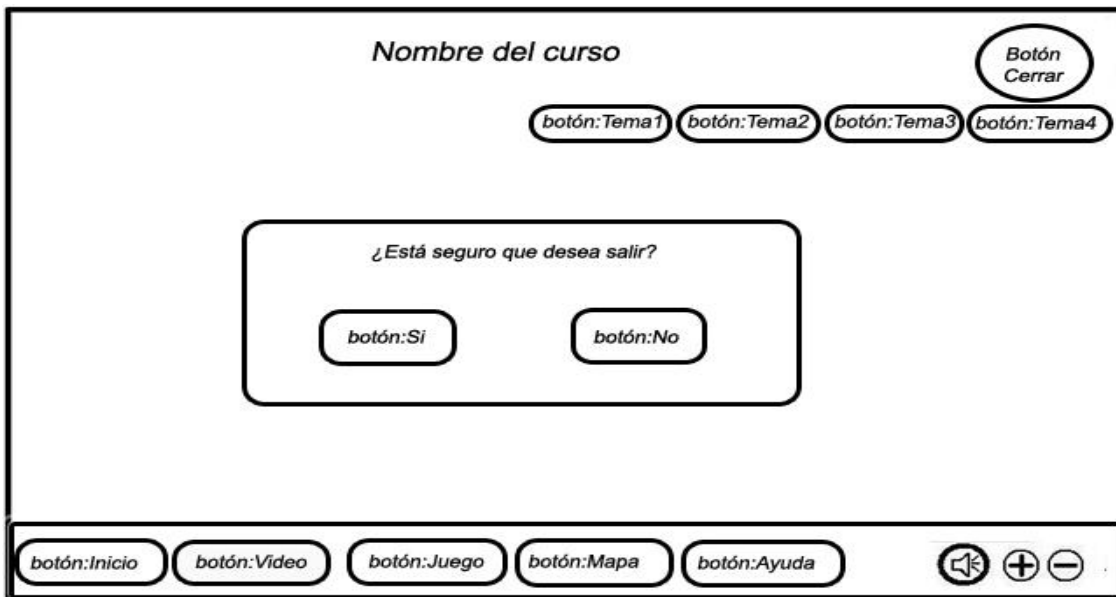 Nombre del curso
Botón
Cerrar
botón:Tema1
botón:Tema2
botón:Tema3
botón:Tema4
¿Está seguro que desea salir?
botón:Si
botón:No
botón:Inicio
botón:Video
botón:Juego
botón:Mapa
botón:Ayuda